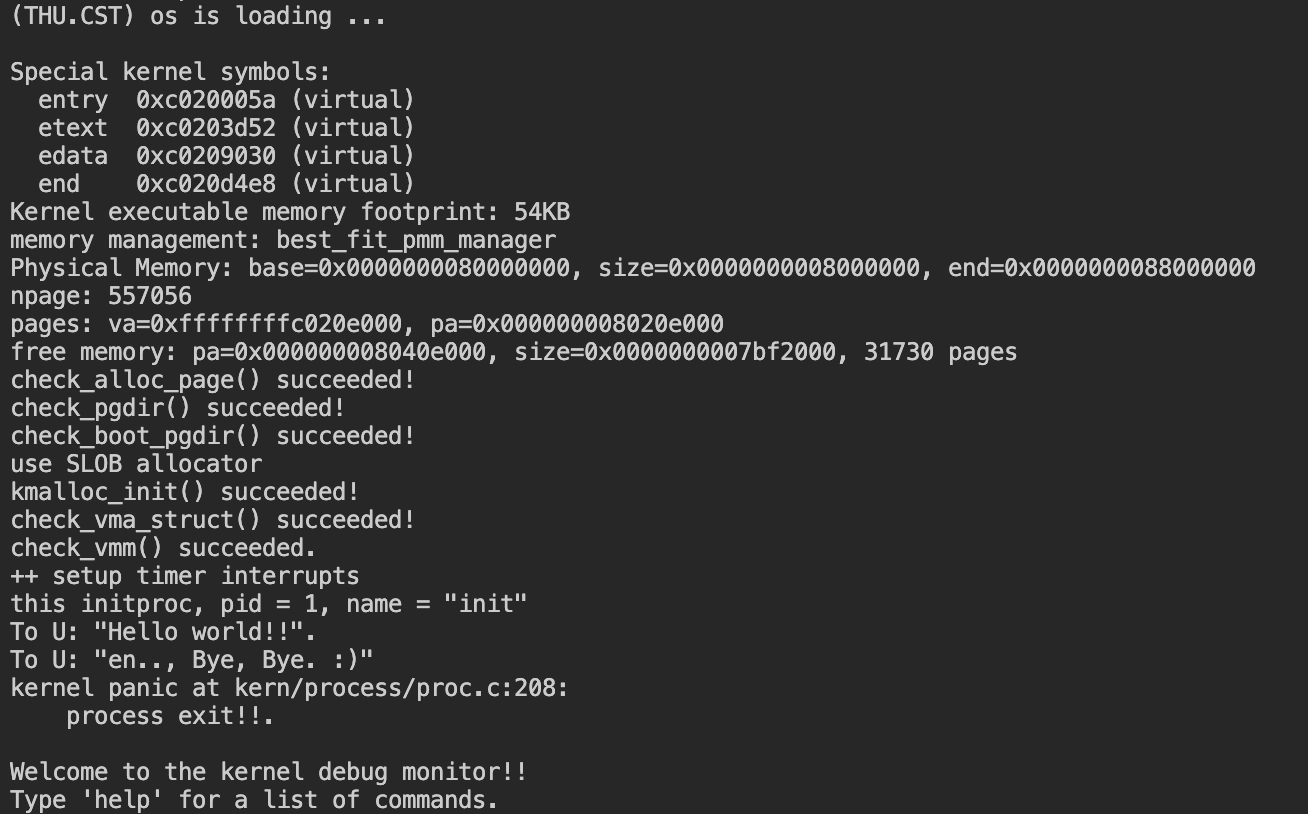 (THU.CST) os is loading ...
Special kernel symbols:
  entry  0xc020005a (virtual)
  etext  0xc0203d52 (virtual)
  edata  0xc0209030 (virtual)
  end    0xc020d4e8 (virtual)
Kernel executable memory footprint: 54KB
memory management: best_fit_pmm_manager
Physical Memory: base=0x0000000080000000, size=0x0000000008000000, end=0x0000000088000000
npage: 557056
pages: va=0xffffffffc020e000, pa=0x000000008020e000
free memory: pa=0x000000008040e000, size=0x0000000007bf2000, 31730 pages
check_alloc_page() succeeded!
check_pgdir() succeeded!
check_boot_pgdir() succeeded!
use SLOB allocator
kmalloc_init() succeeded!
check_vma_struct() succeeded!
check_vmm() succeeded.
++ setup timer interrupts
this initproc, pid = 1, name = "init"
To U: "Hello world!!".
To U: "en.., Bye, Bye. :)"
kernel panic at kern/process/proc.c:208:
    process exit!!.
Welcome to the kernel debug monitor!!
Type 'help' for a list of commands.